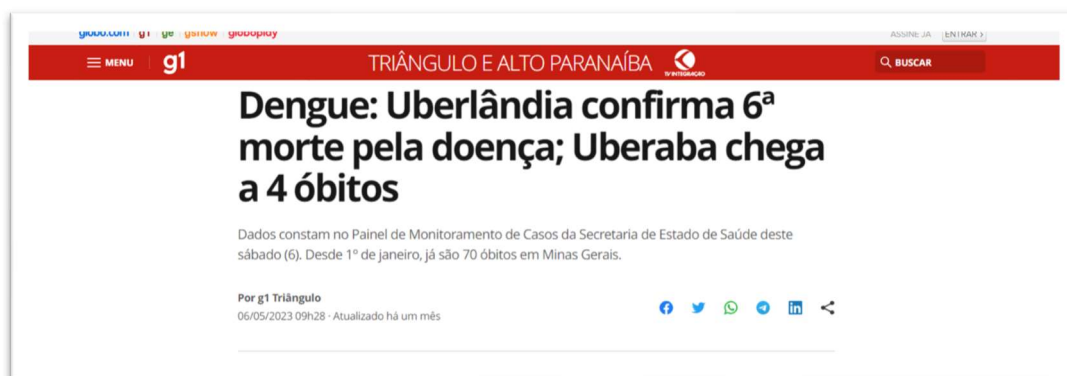 globo.com g1 ge gshow globoplay
ASSINE JÁ ENTRAR >
MENU g1 TRIÂNGULO E ALTO PARANAÍBA TV INTEGRAÇÃO BUSCAR
Dengue: Uberlândia confirma 6ª
morte pela doença; Uberaba chega
a 4 óbitos
Dados constam no Painel de Monitoramento de Casos da Secretaria de Estado de Saúde deste
sábado (6). Desde 1º de janeiro, já são 70 óbitos em Minas Gerais.
Por g1 Triângulo
06/05/2023 09h28 · Atualizado há um mês